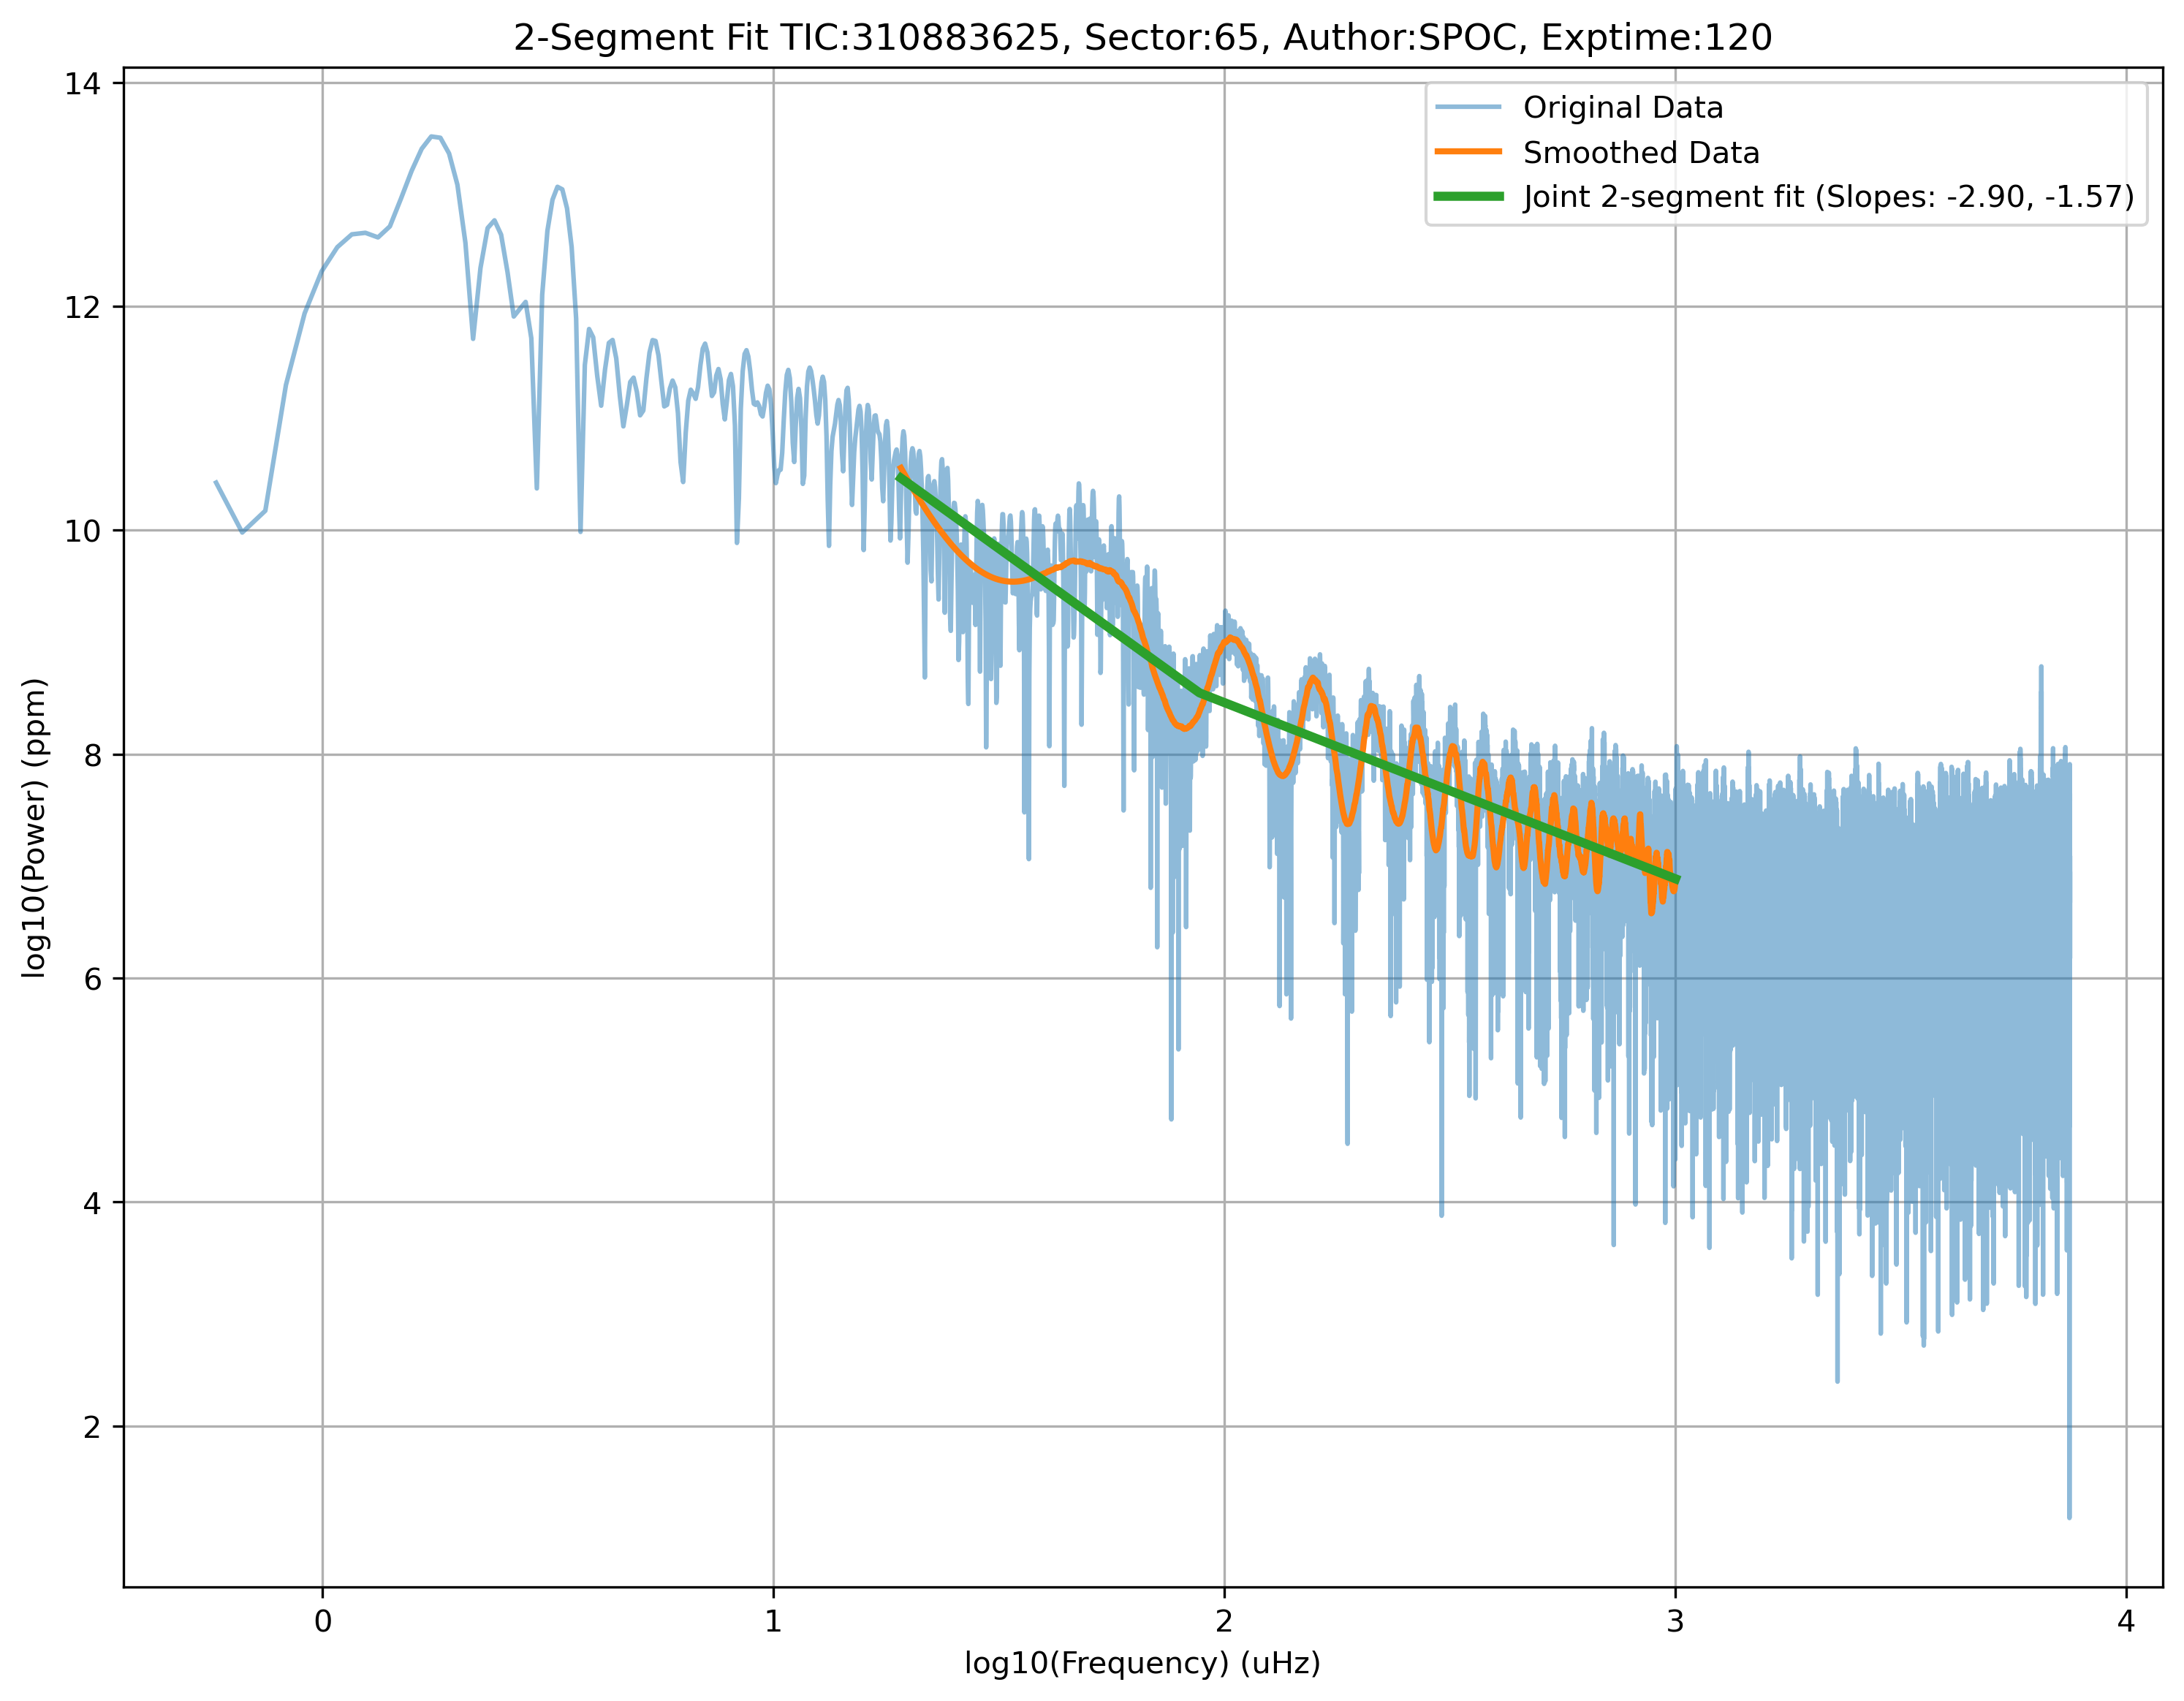 2-Segment Fit TIC:310883625, Sector:65, Author:SPOC, Exptime:120
Original Data
Smoothed Data
Joint 2-segment fit (Slopes: -2.90, -1.57)
log10(Power) (ppm)
14
12
10
8
6
4
2
0
1
2
3
4
log10(Frequency) (uHz)